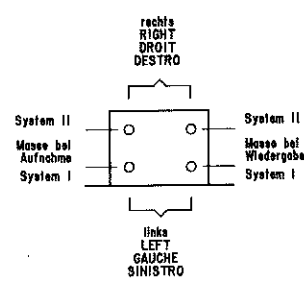 rechts
RIGHT
DROIT
DESTRO
System II
System II
Masse bei
Aufnahme
Masse bei
Wiedergabe
System I
System I
links
LEFT
GAUCHE
SINISTRO